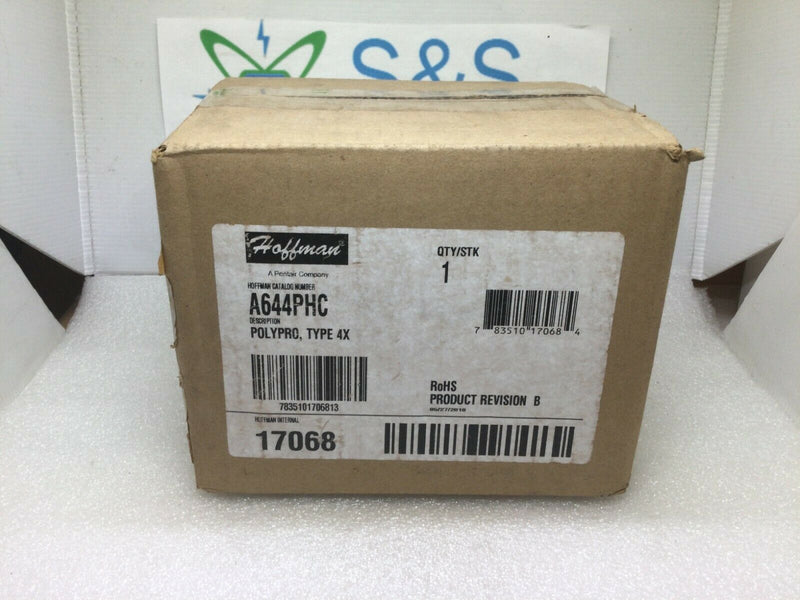 S&S
Hoffman
A Pentair Company
HOFFMAN CATALOG NUMBER
A644PHC
DESCRIPTION
POLYPRO, TYPE 4X
7835101706813
QTY/STK
1
7 83510 17068 4
RoHS
PRODUCT REVISION B
HOFFMAN INTERNAL
17068